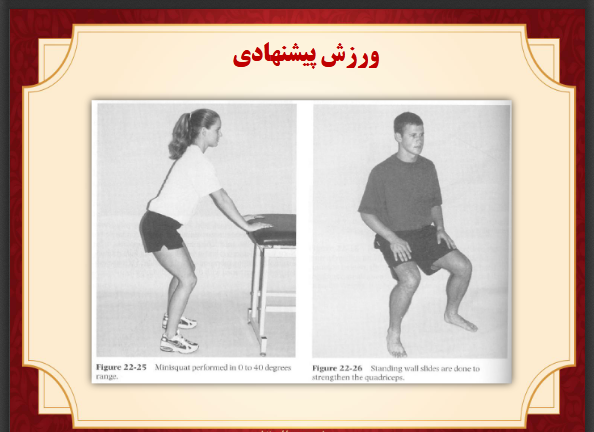 ورزش پیشنهادی
Figure 22-25 Minisquat performed in 0 to 40 degrees
range.
Figure 22-26 Standing wall slides are done to
strengthen the quadriceps.